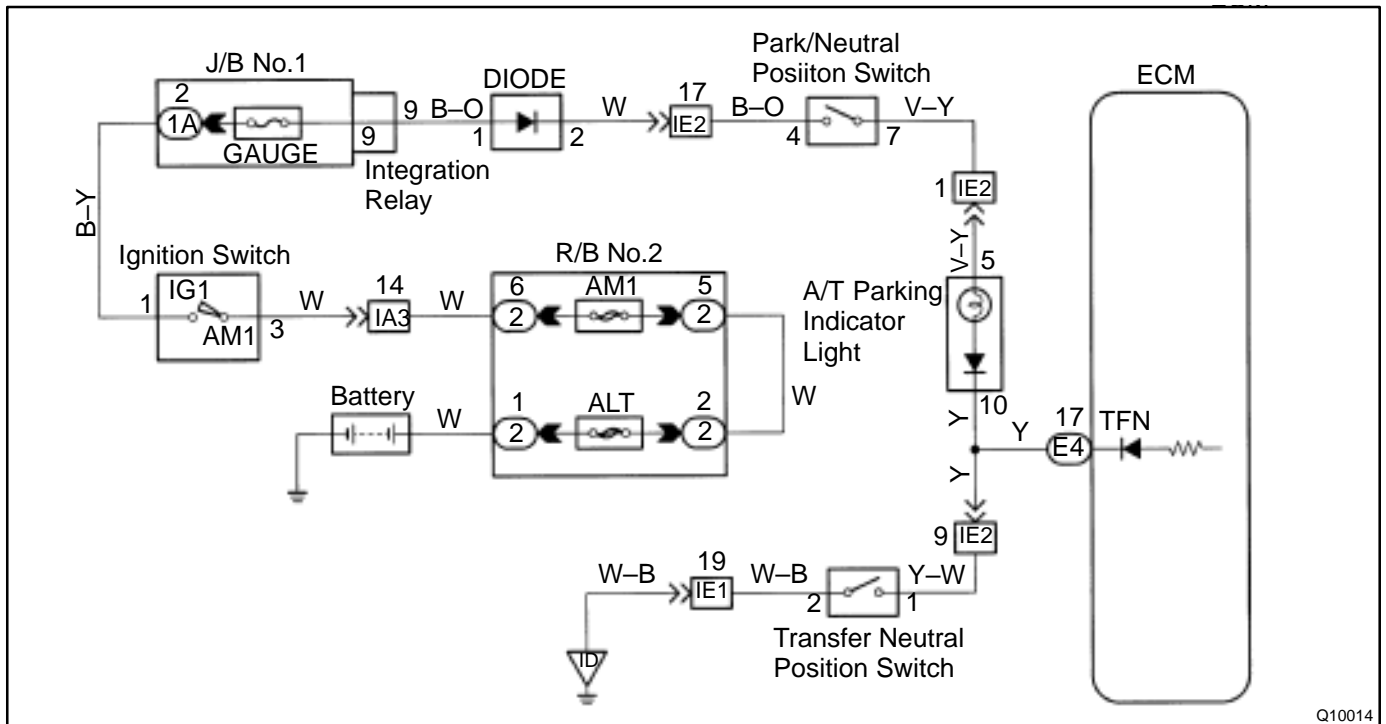 J/B No.1
2
1A
GAUGE
9
9
Integration
Relay
B–O
DIODE
1
2
W
17
IE2
B–O
Park/Neutral
Posiiton Switch
4
7
V–Y
1
IE2
V–Y
5
A/T Parking
Indicator
Light
10
Y
Y
17
E4
TFN
ECM
Y
9
IE2
Y–W
1
2
Transfer Neutral
Position Switch
W–B
19
IE1
W–B
ID
B–Y
Ignition Switch
1
IG1
AM1
3
W
14
IA3
W
R/B No.2
6
2
AM1
5
2
W
Battery
W
1
2
ALT
2
2
Q10014